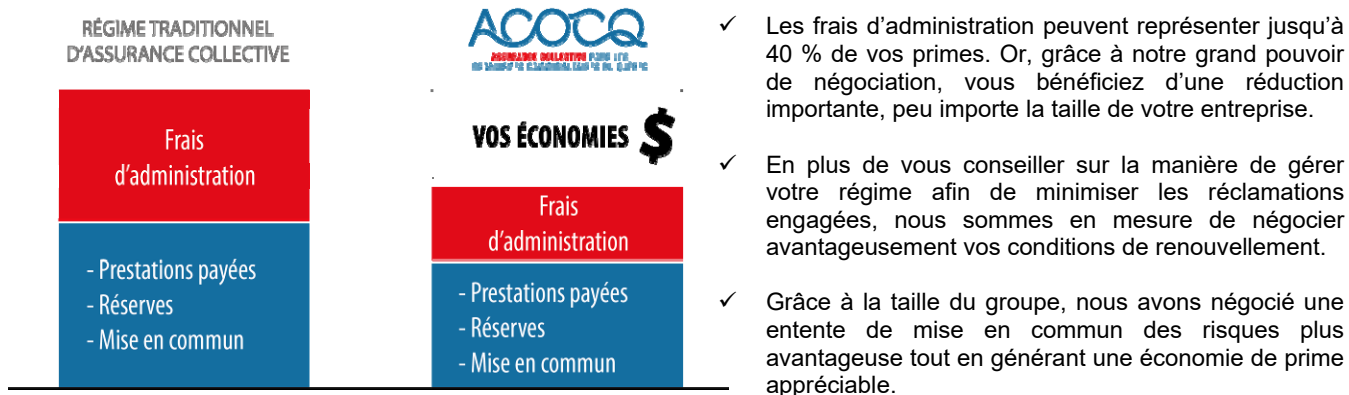 RÉGIME TRADITIONNEL
D'ASSURANCE COLLECTIVE
Frais
d'administration
- Prestations payées
- Réserves
- Mise en commun
ACOCQ
ASSURANCE COLLECTIVE POUR LES
VOS ÉCONOMIES $
Frais
d'administration
- Prestations payées
- Réserves
- Mise en commun
✓ Les frais d’administration peuvent représenter jusqu’à
40 % de vos primes. Or, grâce à notre grand pouvoir
de négociation, vous bénéficiez d’une réduction
importante, peu importe la taille de votre entreprise.
✓ En plus de vous conseiller sur la manière de gérer
votre régime afin de minimiser les réclamations
engagées, nous sommes en mesure de négocier
avantageusement vos conditions de renouvellement.
✓ Grâce à la taille du groupe, nous avons négocié une
entente de mise en commun des risques plus
avantageuse tout en générant une économie de prime
appréciable.